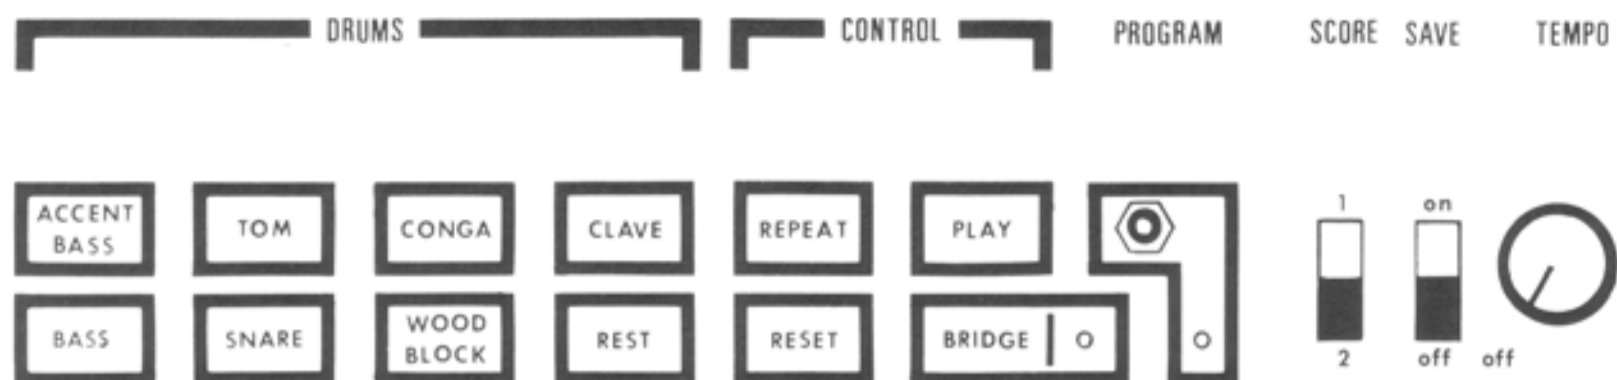 DRUMS CONTROL PROGRAM SCORE SAVE TEMPO
1 on
ACCENT
BASS TOM CONGA CLAVE REPEAT PLAY
BASS SNARE WOOD
BLOCK REST RESET BRIDGE
2 off off